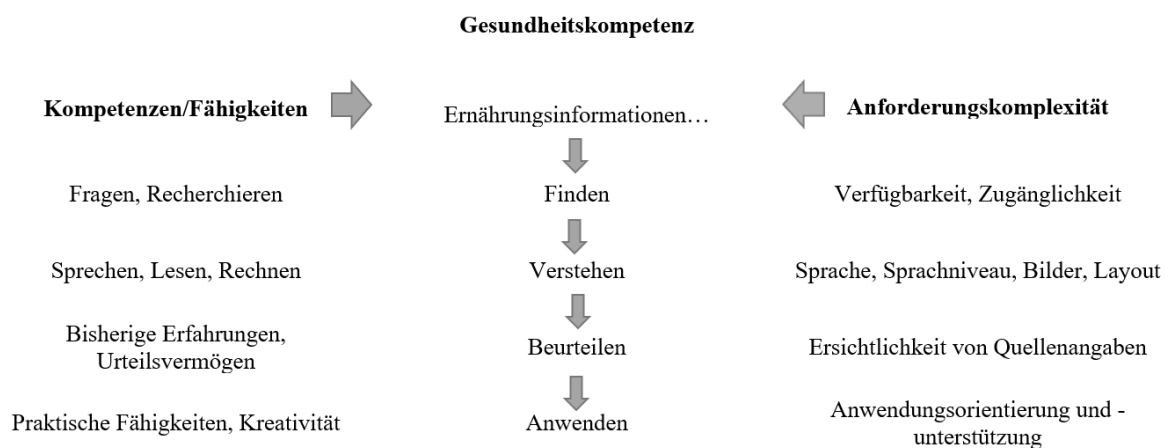 Gesundheitskompetenz
Kompetenzen/Fähigkeiten
Ernährungsinformationen…
Anforderungskomplexität
Fragen, Recherchieren
Finden
Verfügbarkeit, Zugänglichkeit
Sprechen, Lesen, Rechnen
Verstehen
Sprache, Sprachniveau, Bilder, Layout
Bisherige Erfahrungen,
Urteilsvermögen
Beurteilen
Ersichtlichkeit von Quellenangaben
Praktische Fähigkeiten, Kreativität
Anwenden
Anwendungsorientierung und -
unterstützung